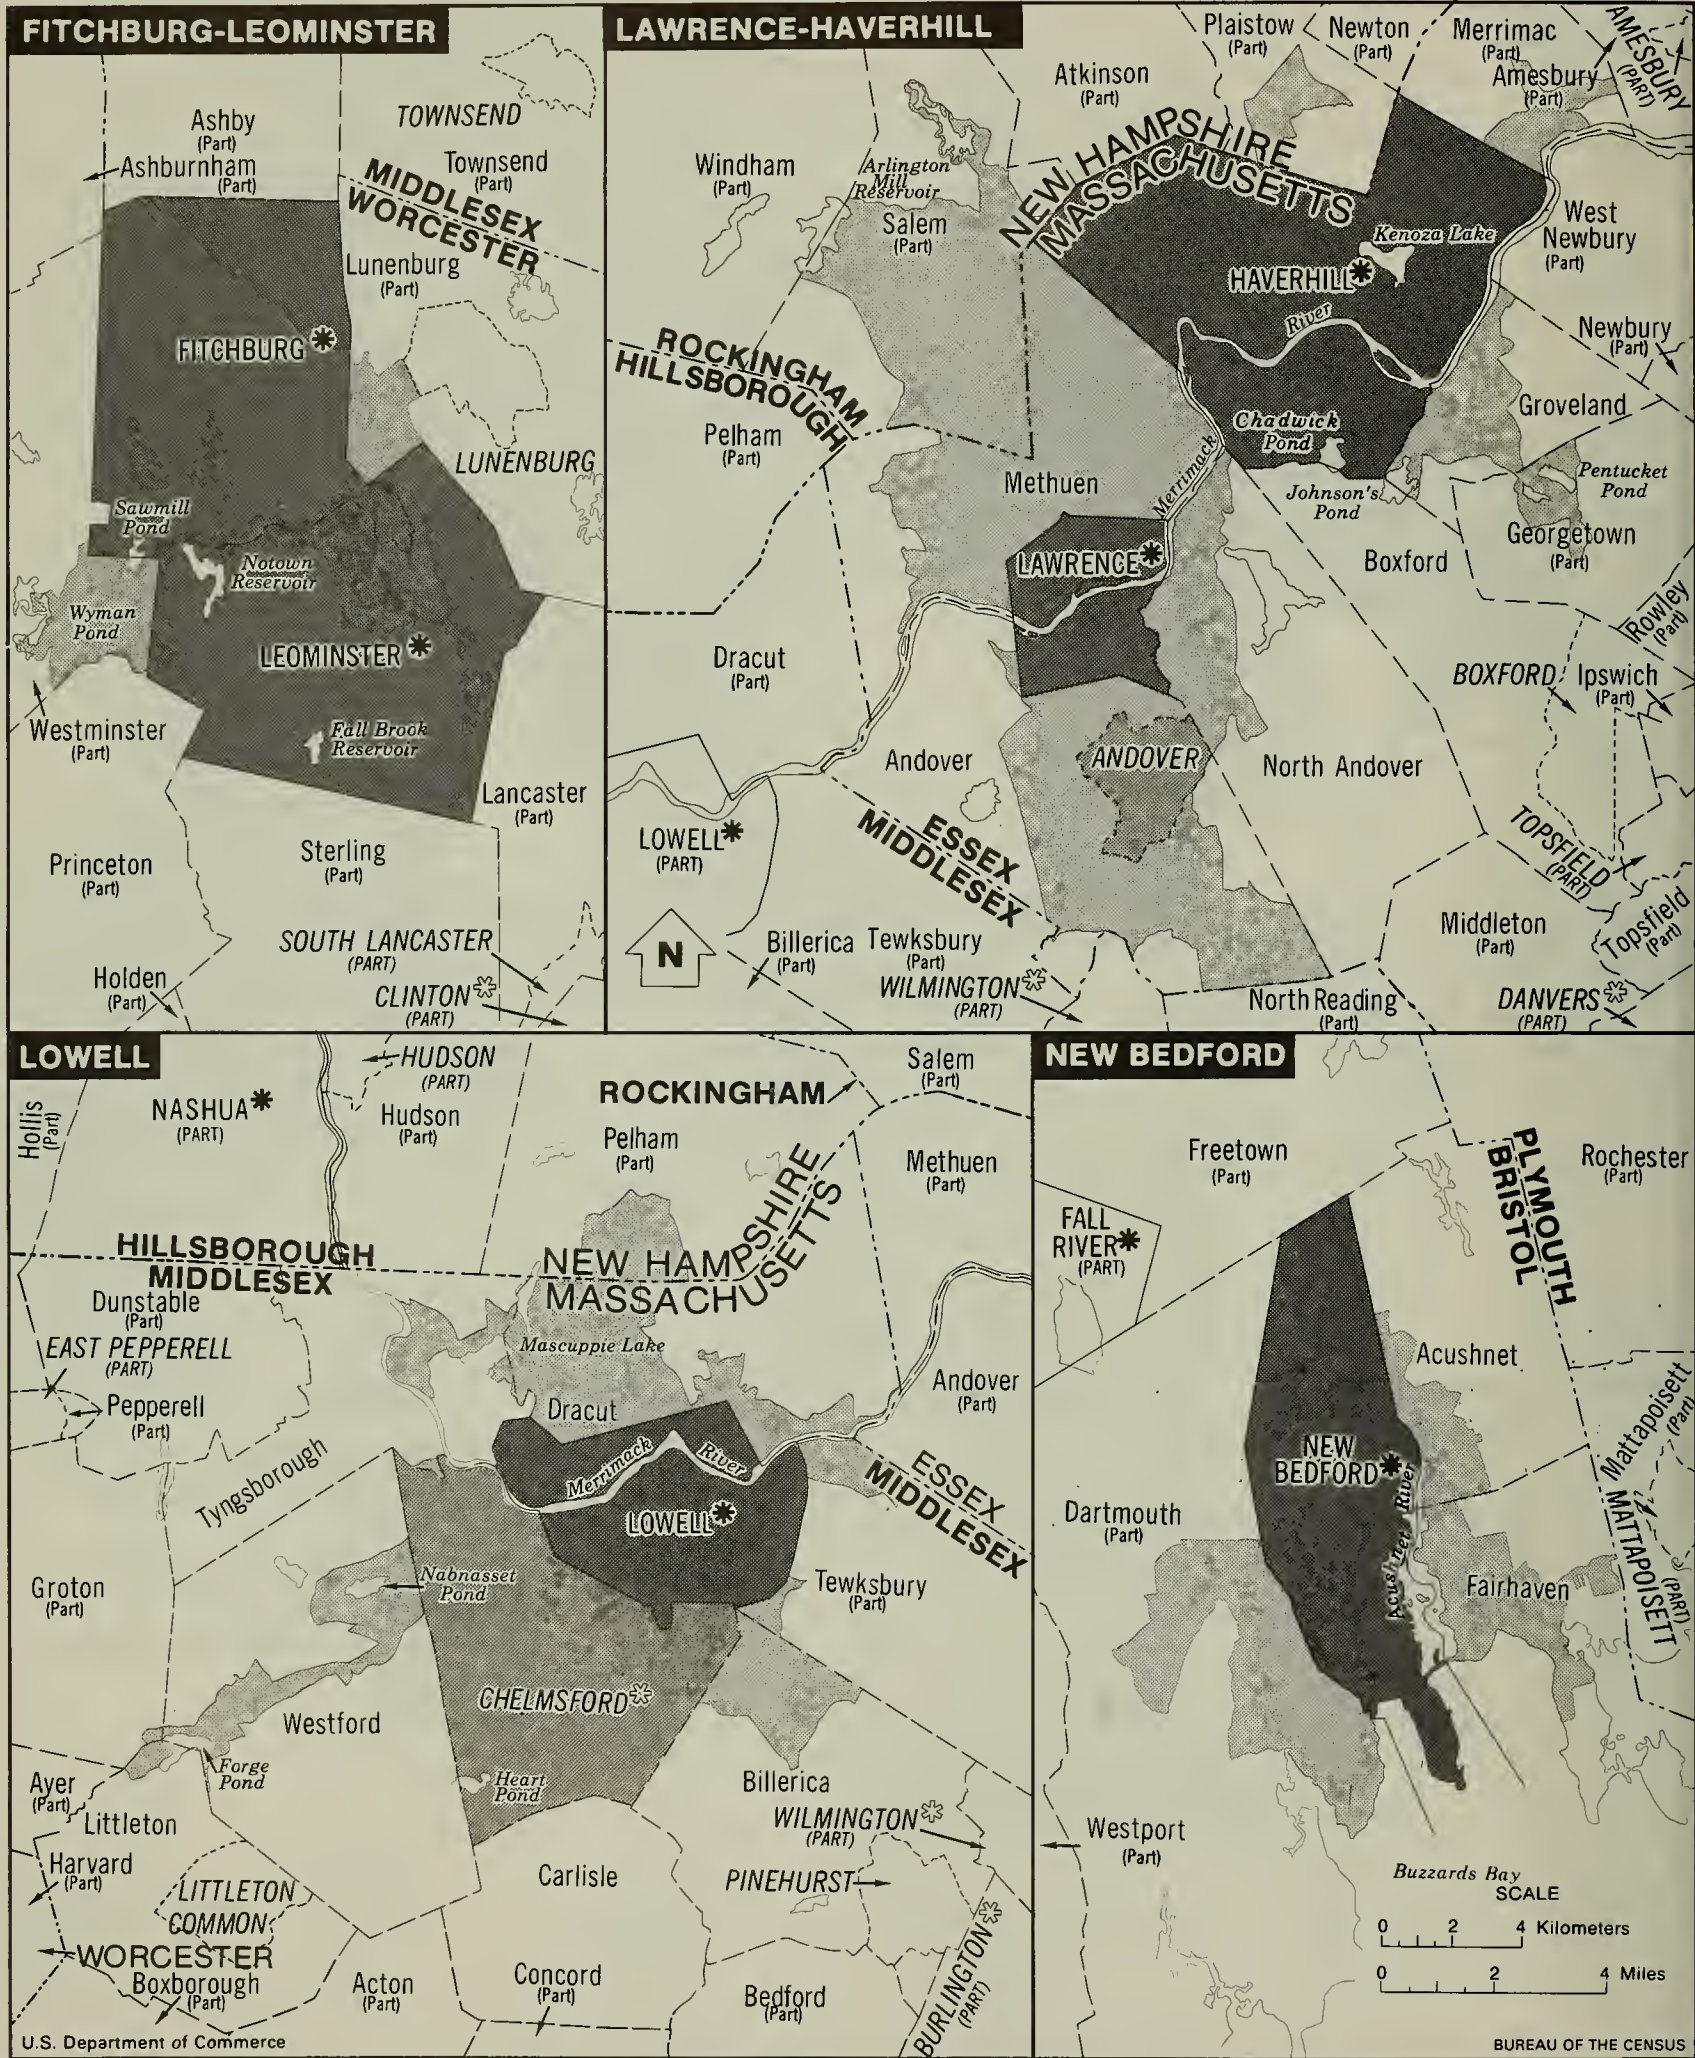 FITCHBURG-LEOMINSTER
Ashby
(Part)
TOWNSEND
Ashburnham
(Part)
Townsend
(Part)
MIDDLESEX
WORCESTER
Lunenburg
(Part)
FITCHBURG
LUNENBURG
Sawmill
Pond
Notown
Reservoir
Wyman
Pond
LEOMINSTER
Westminster
(Part)
Fall Brook
Reservoir
Lancaster
(Part)
Princeton
(Part)
Sterling
(Part)
SOUTH LANCASTER
(PART)
Holden
(Part)
CLINTON
(PART)
LAWRENCE-HAVERHILL
Plaistow
(Part)
Newton
(Part)
Merrimac
(Part)
AMESBURY
(PART)
Atkinson
(Part)
Amesbury
(Part)
Windham
(Part)
Arlington
Mill
Reservoir
NEW HAMPSHIRE
MASSACHUSETTS
Salem
(Part)
Kenoza Lake
West
Newbury
(Part)
HAVERHILL
River
Newbury
(Part)
ROCKINGHAM
HILLSBOROUGH
Groveland
Pelham
(Part)
Chadwick
Pond
Merrimack
Methuen
Johnson's
Pond
Pentucket
Pond
Georgetown
(Part)
LAWRENCE
Boxford
Rowley
(Part)
Dracut
(Part)
BOXFORD
Ipswich
(Part)
Andover
ANDOVER
North Andover
LOWELL
(PART)
ESSEX
MIDDLESEX
TOPSFIELD
(PART)
N
Billerica
(Part)
Tewksbury
(Part)
Middleton
(Part)
Topsfield
(Part)
WILMINGTON
(PART)
North Reading
(Part)
DANVERS
(PART)
LOWELL
Hollis
(Part)
NASHUA
(PART)
HUDSON
(PART)
Hudson
(Part)
ROCKINGHAM
Salem
(Part)
Pelham
(Part)
Methuen
(Part)
HILLSBOROUGH
MIDDLESEX
NEW HAMPSHIRE
MASSACHUSETTS
Dunstable
(Part)
EAST PEPPERELL
(PART)
Mascuppie Lake
Pepperell
(Part)
Dracut
Andover
(Part)
Tyngsborough
Merrimack
River
ESSEX
MIDDLESEX
LOWELL
Groton
(Part)
Nabnasset
Pond
Tewksbury
(Part)
CHELMSFORD
Westford
Forge
Pond
Heart
Pond
Ayer
(Part)
Billerica
Littleton
WILMINGTON
(PART)
Harvard
(Part)
LITTLETON
COMMON
Carlisle
PINEHURST
WORCESTER
Boxborough
(Part)
Acton
(Part)
Concord
(Part)
Bedford
(Part)
BURLINGTON
(PART)
U.S. Department of Commerce
NEW BEDFORD
Freetown
(Part)
PLYMOUTH
BRISTOL
Rochester
(Part)
FALL
RIVER
(PART)
Acushnet
Mattapoisett
(Part)
NEW
BEDFORD
Acushnet River
Dartmouth
(Part)
MATTAPOISETT
(PART)
Fairhaven
Westport
(Part)
Buzzards Bay
SCALE
0 2 4 Kilometers
0 2 4 Miles
BUREAU OF THE CENSUS